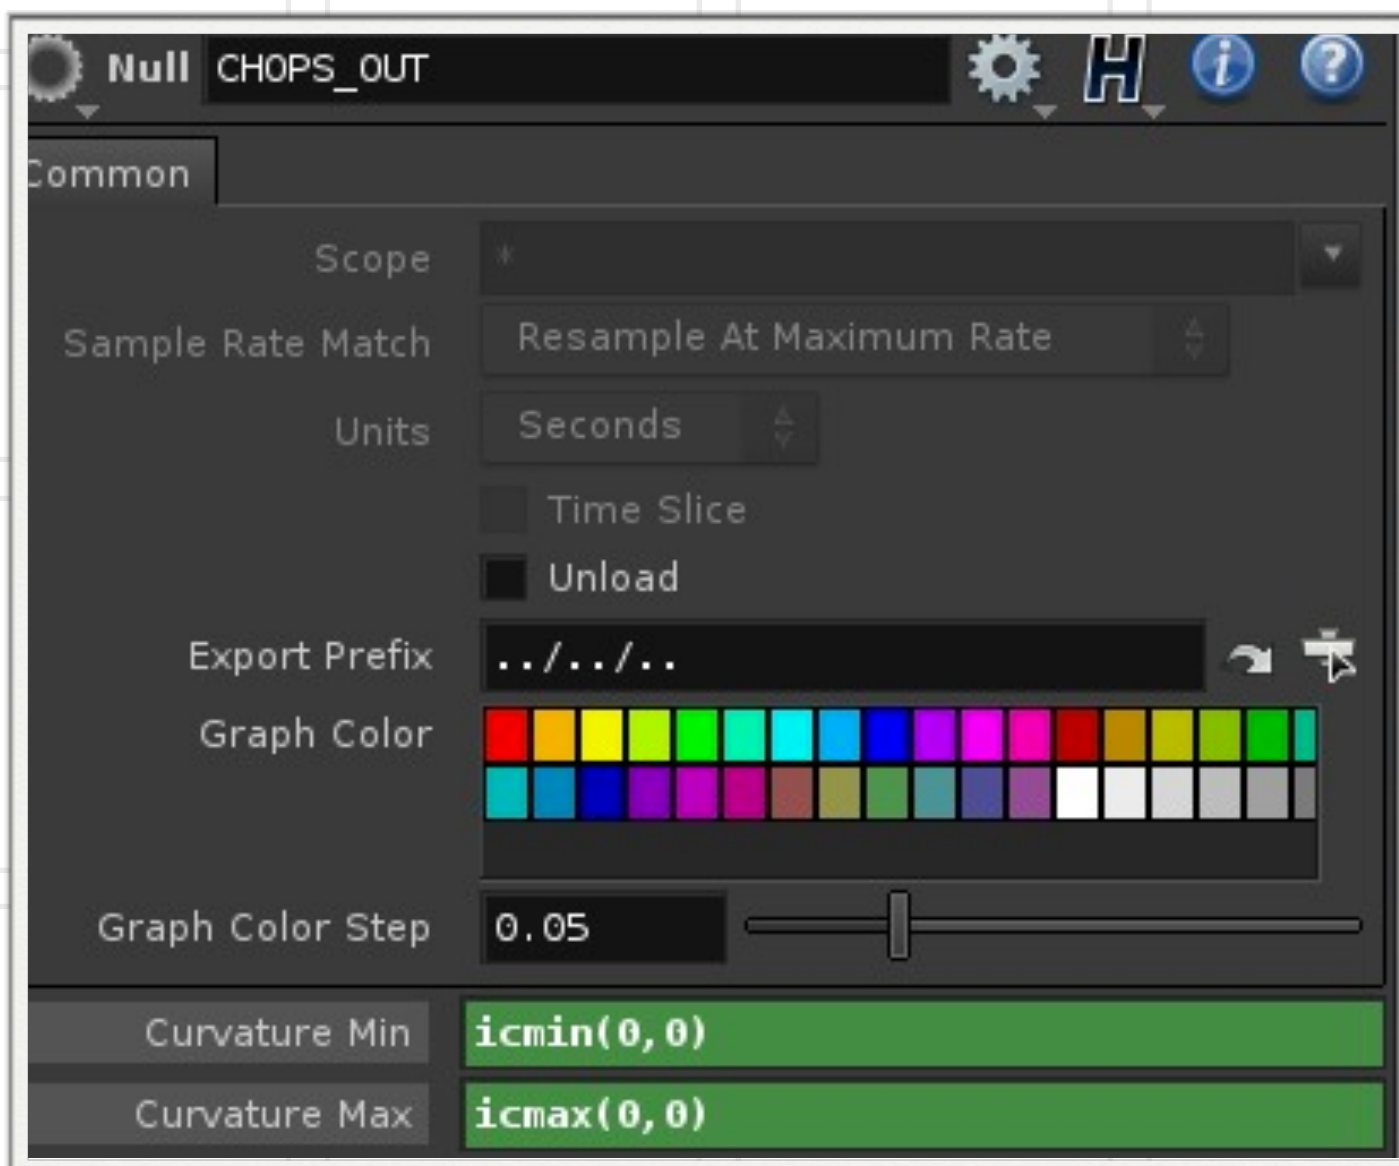 Null CHOPS_OUT
Common
Scope *
Sample Rate Match Resample At Maximum Rate
Units Seconds
Time Slice
Unload
Export Prefix ../../..
Graph Color
Graph Color Step 0.05
Curvature Min icmin(0,0)
Curvature Max icmax(0,0)